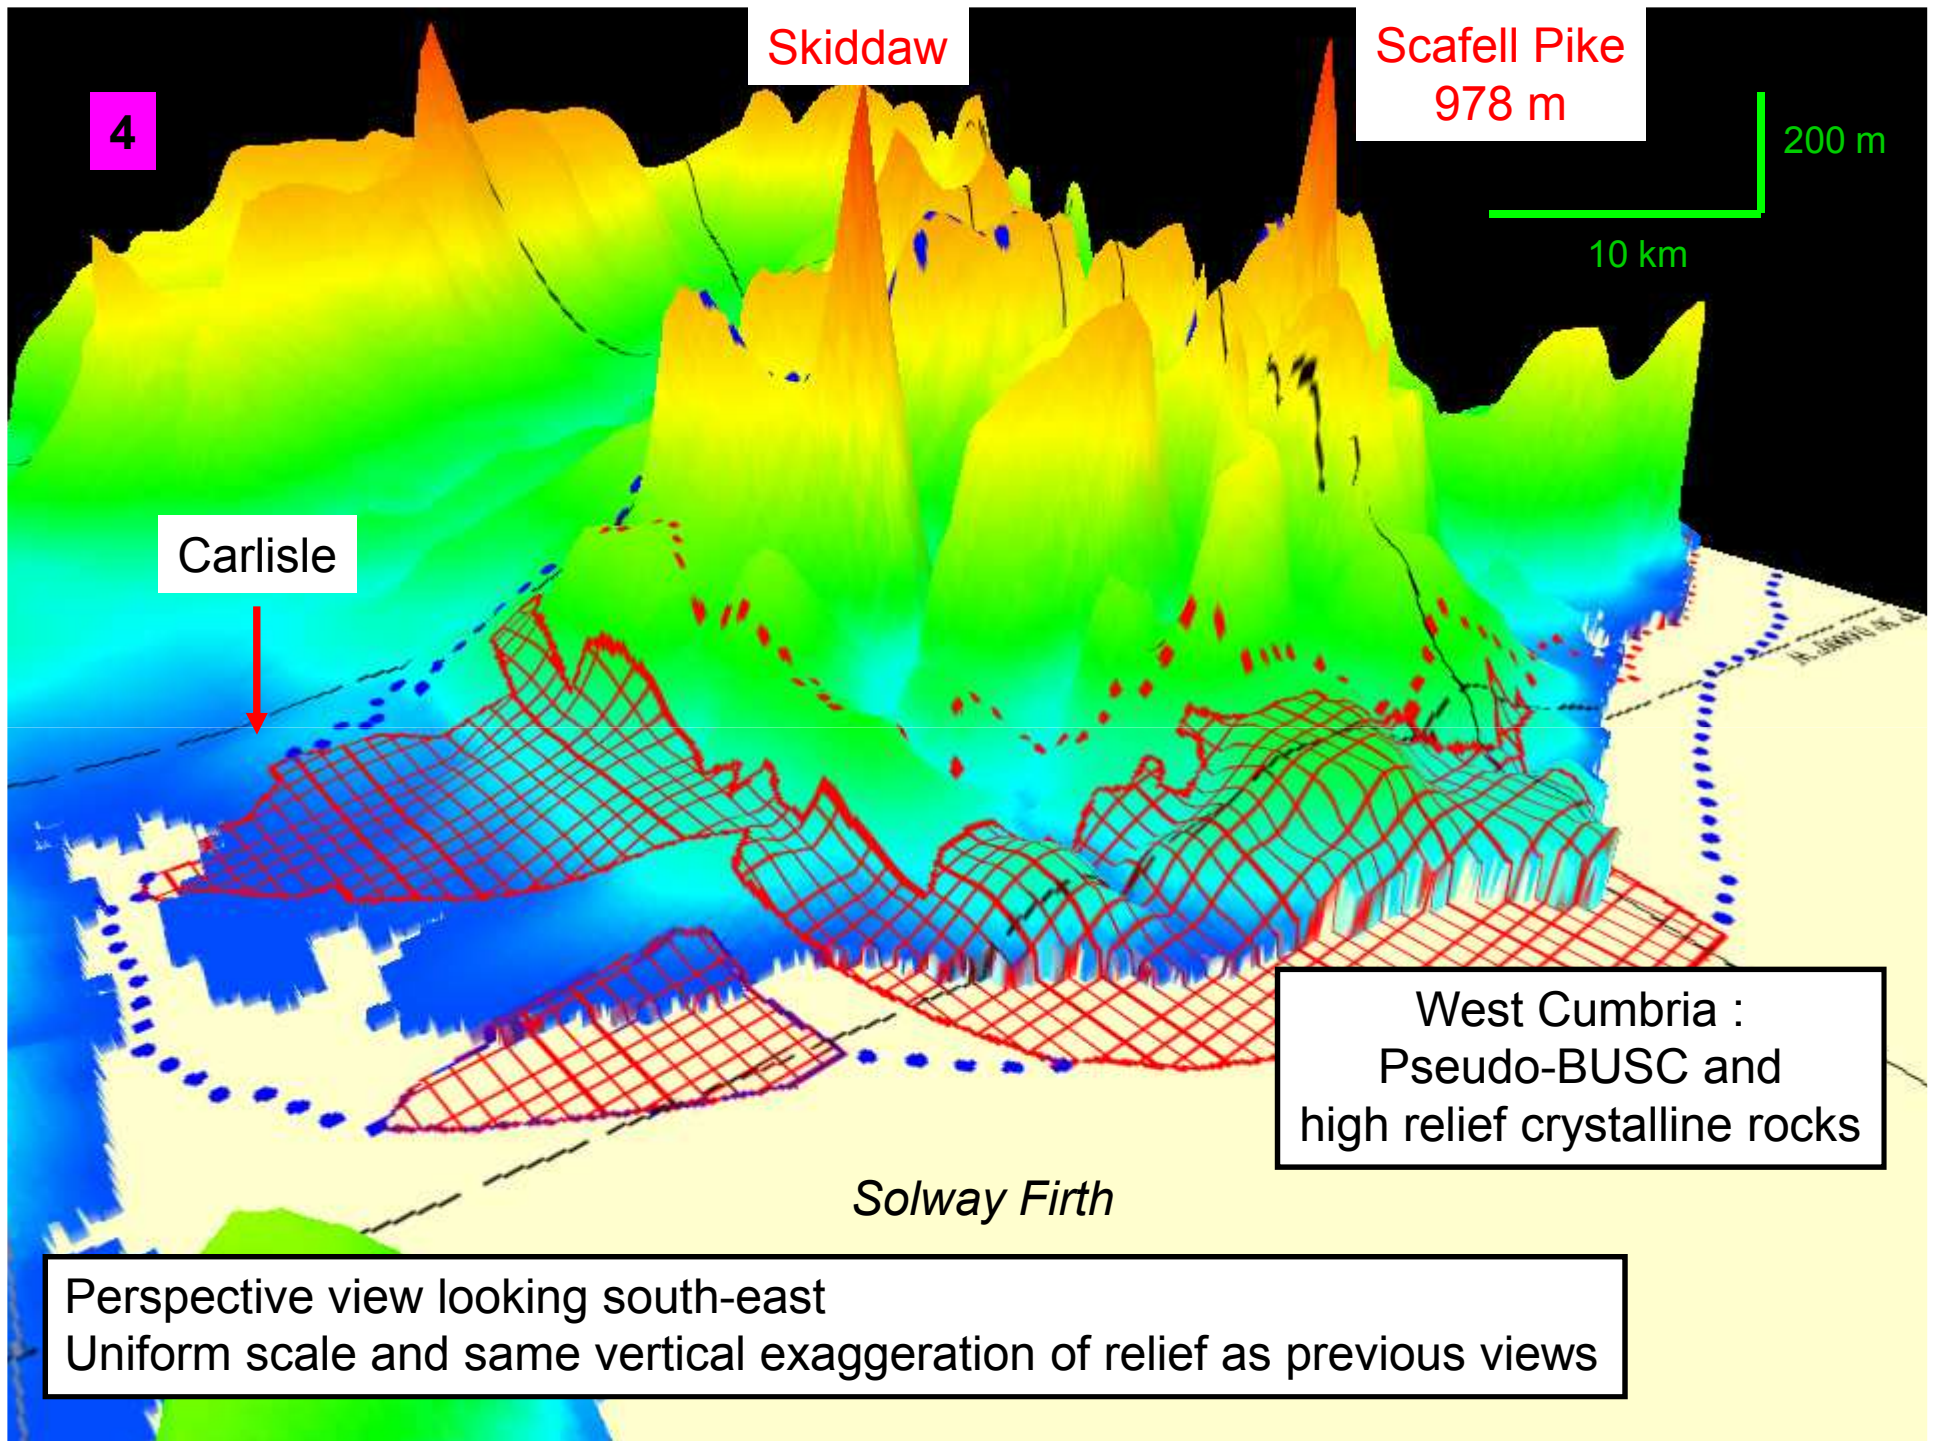 Skiddaw
Scafell Pike
978 m
4
200 m
10 km
Carlisle
West Cumbria :
Pseudo-BUSC and
high relief crystalline rocks
Solway Firth
Perspective view looking south-east
Uniform scale and same vertical exaggeration of relief as previous views